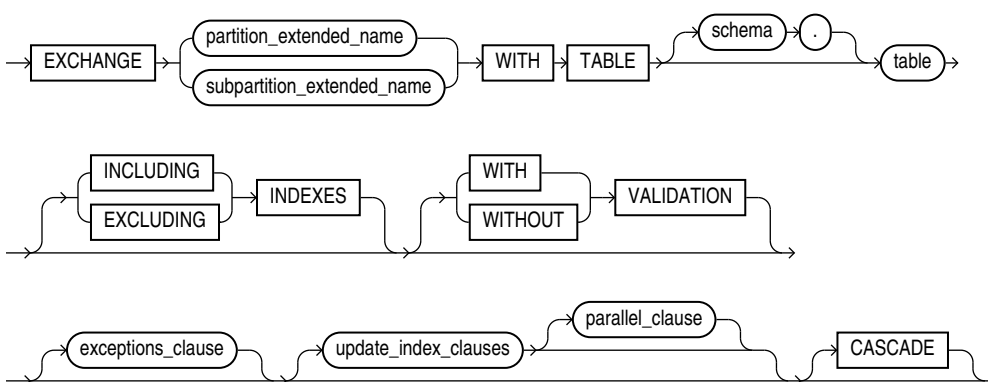 EXCHANGE partition_extended_name subpartition_extended_name WITH TABLE schema . table
INCLUDING EXCLUDING INDEXES WITH WITHOUT VALIDATION
exceptions_clause update_index_clauses parallel_clause CASCADE